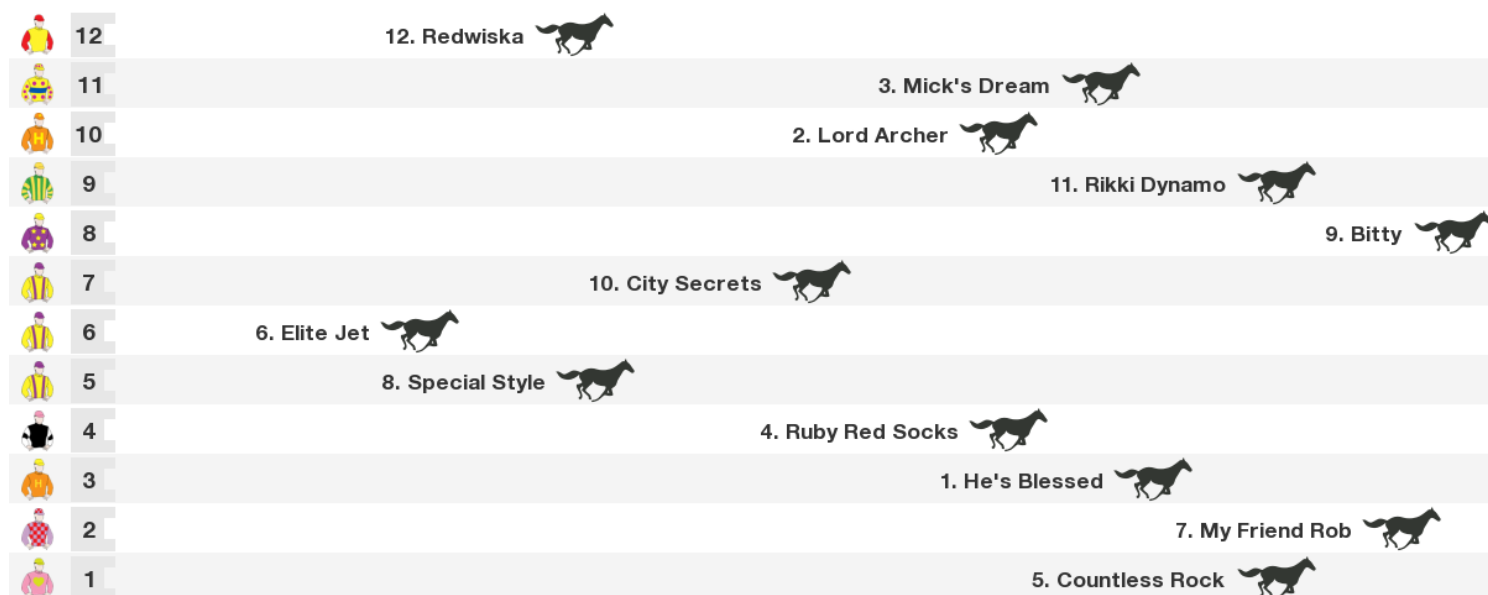 12 12. Redwiska
11 3. Mick's Dream
10 H 2. Lord Archer
9 11. Rikki Dynamo
8 9. Bitty
7 10. City Secrets
6 6. Elite Jet
5 8. Special Style
4 4. Ruby Red Socks
3 H 1. He's Blessed
2 7. My Friend Rob
1 5. Countless Rock